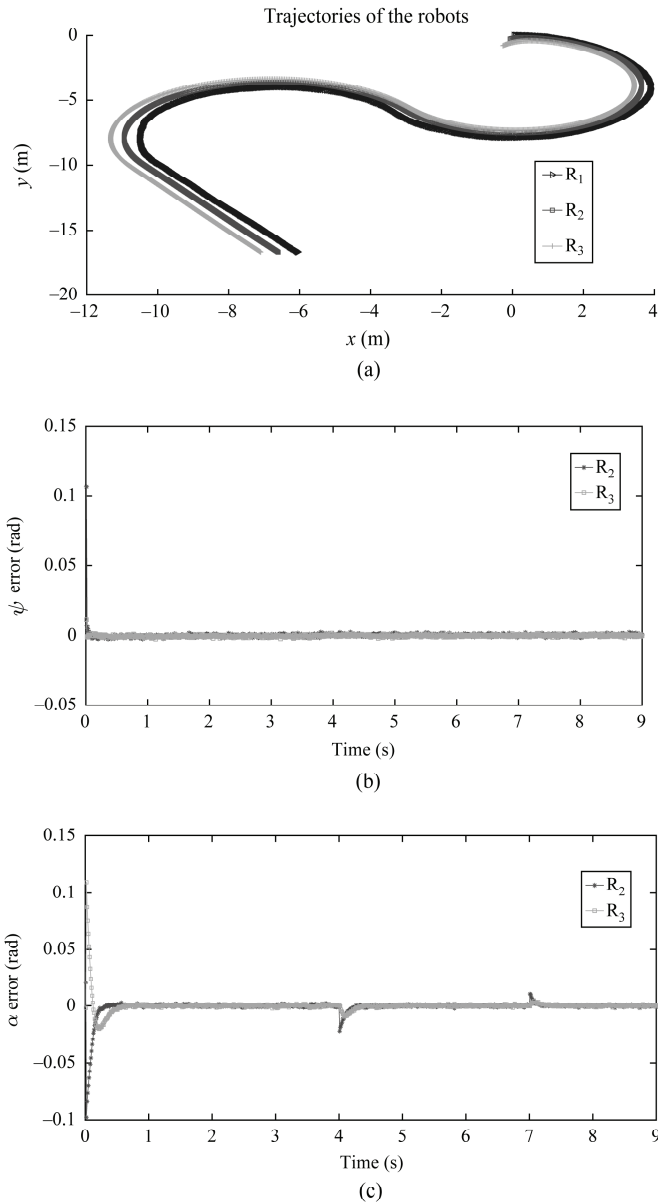 Trajectories of the robots
0
−5
−10
−15
−20
y (m)
R1
R2
R3
−12
−10
−8
−6
−4
−2
0
2
4
x (m)
(a)
0.15
0.1
0.05
0
−0.05
ψ error (rad)
R2
R3
0
1
2
3
4
5
6
7
8
9
Time (s)
(b)
0.15
0.1
0.05
0
−0.05
−0.1
α error (rad)
R2
R3
0
1
2
3
4
5
6
7
8
9
Time (s)
(c)